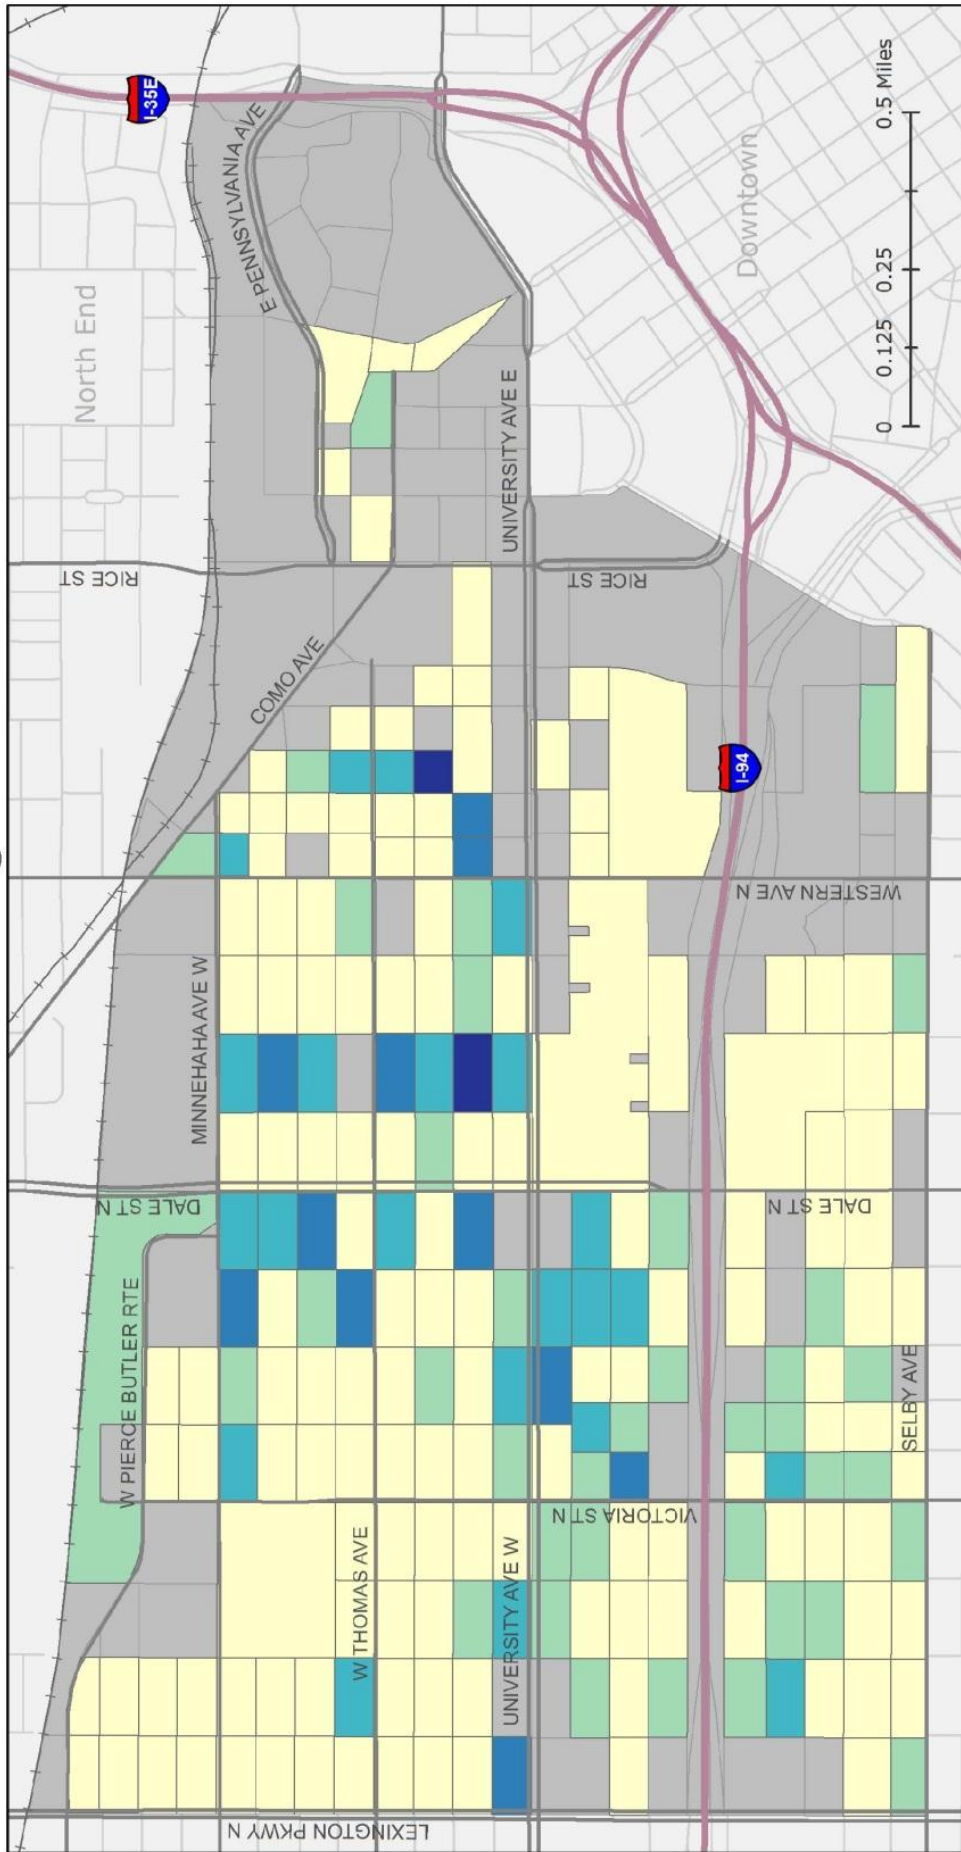 I-35E
E PENNSYLVANIA AVE
North End
Downtown
0 0.125 0.25 0.5 Miles
UNIVERSITY AVE E
RICE ST
RICE ST
COMO AVE
I-94
WESTERN AVE N
MINNEHAHA AVE W
DALE ST N
DALE ST N
W PIERCE BUTLER RTE
SELBY AVE
VICTORIA ST N
W THOMAS AVE
UNIVERSITY AVE W
LEXINGTON PKWY N